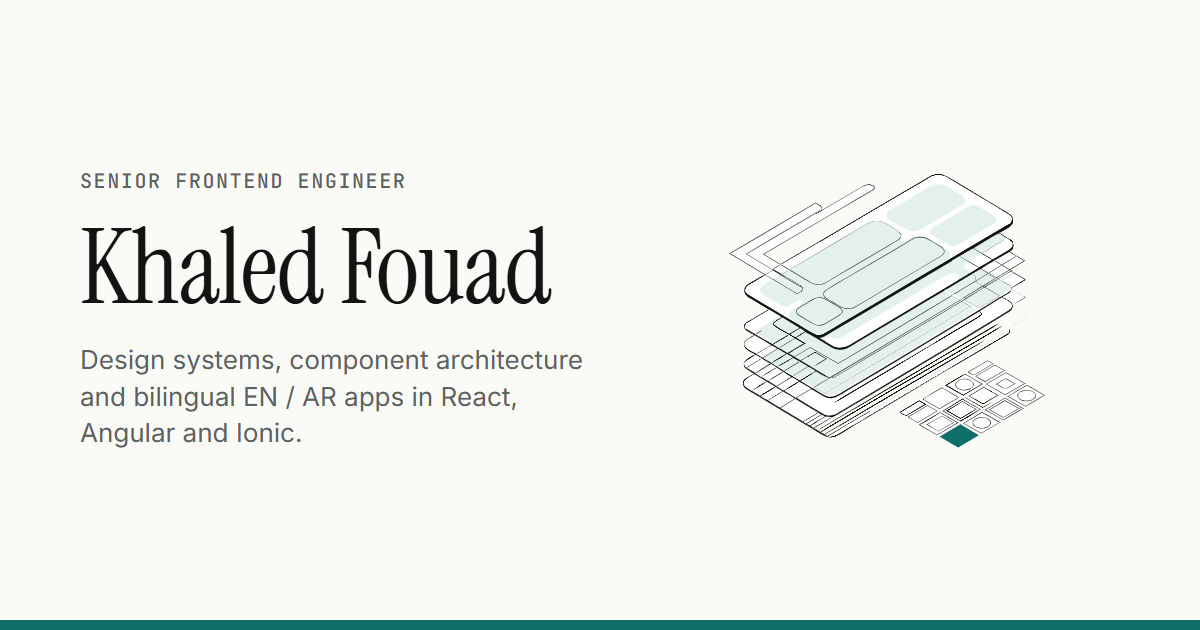 SENIOR FRONTEND ENGINEER
Khaled Fouad
Design systems, component architecture
and bilingual EN / AR apps in React,
Angular and Ionic.